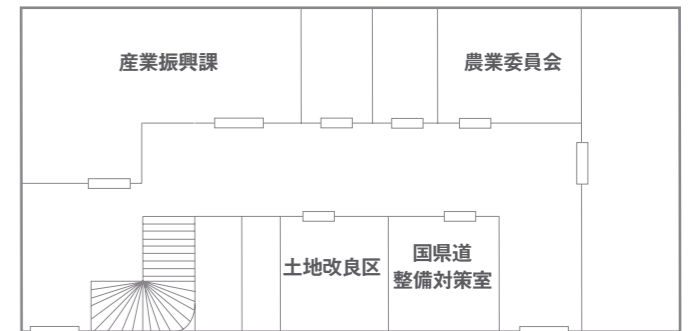 産業振興課
農業委員会
土地改良区
国県道
整備対策室